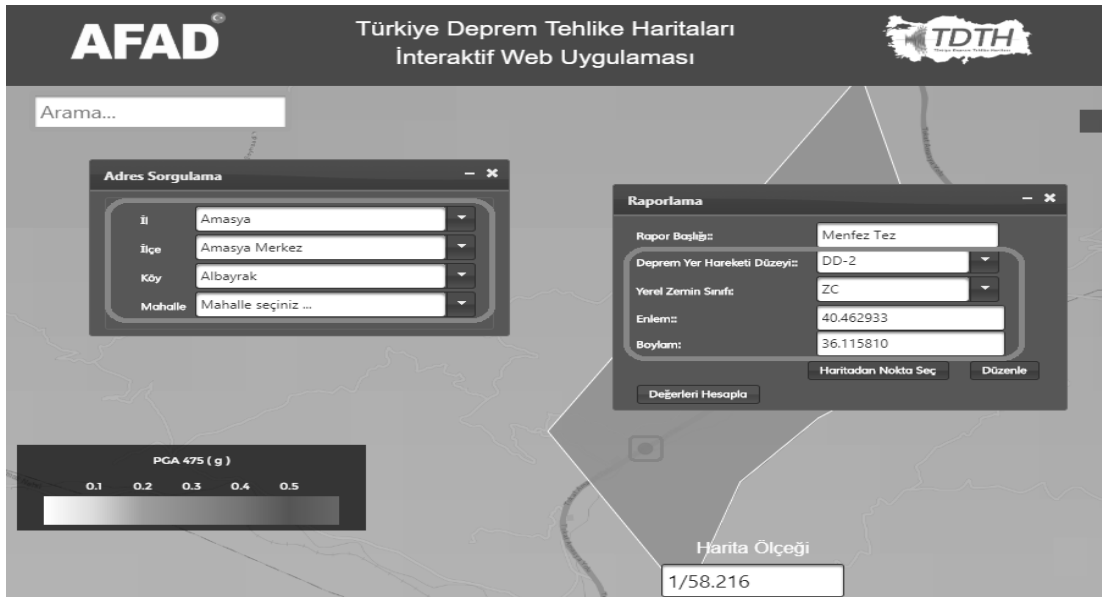 AFAD
Türkiye Deprem Tehlike Haritaları
İnteraktif Web Uygulaması
TDTH
Arama...
Adres Sorgulama
İl
Amasya
İlçe
Amasya Merkez
Köy
Albayrak
Mahalle
Mahalle seçiniz ...
Raporlama
Rapor Başlığı::
Menfez Tez
Deprem Yer Hareketi Düzeyi::
DD-2
Yerel Zemin Sınıfı:
ZC
Enlem::
40.462933
Boylam:
36.115810
Haritadan Nokta Seç
Düzenle
Değerleri Hesapla
PGA 475 ( g )
0.1 0.2 0.3 0.4 0.5
Harita Ölçeği
1/58.216